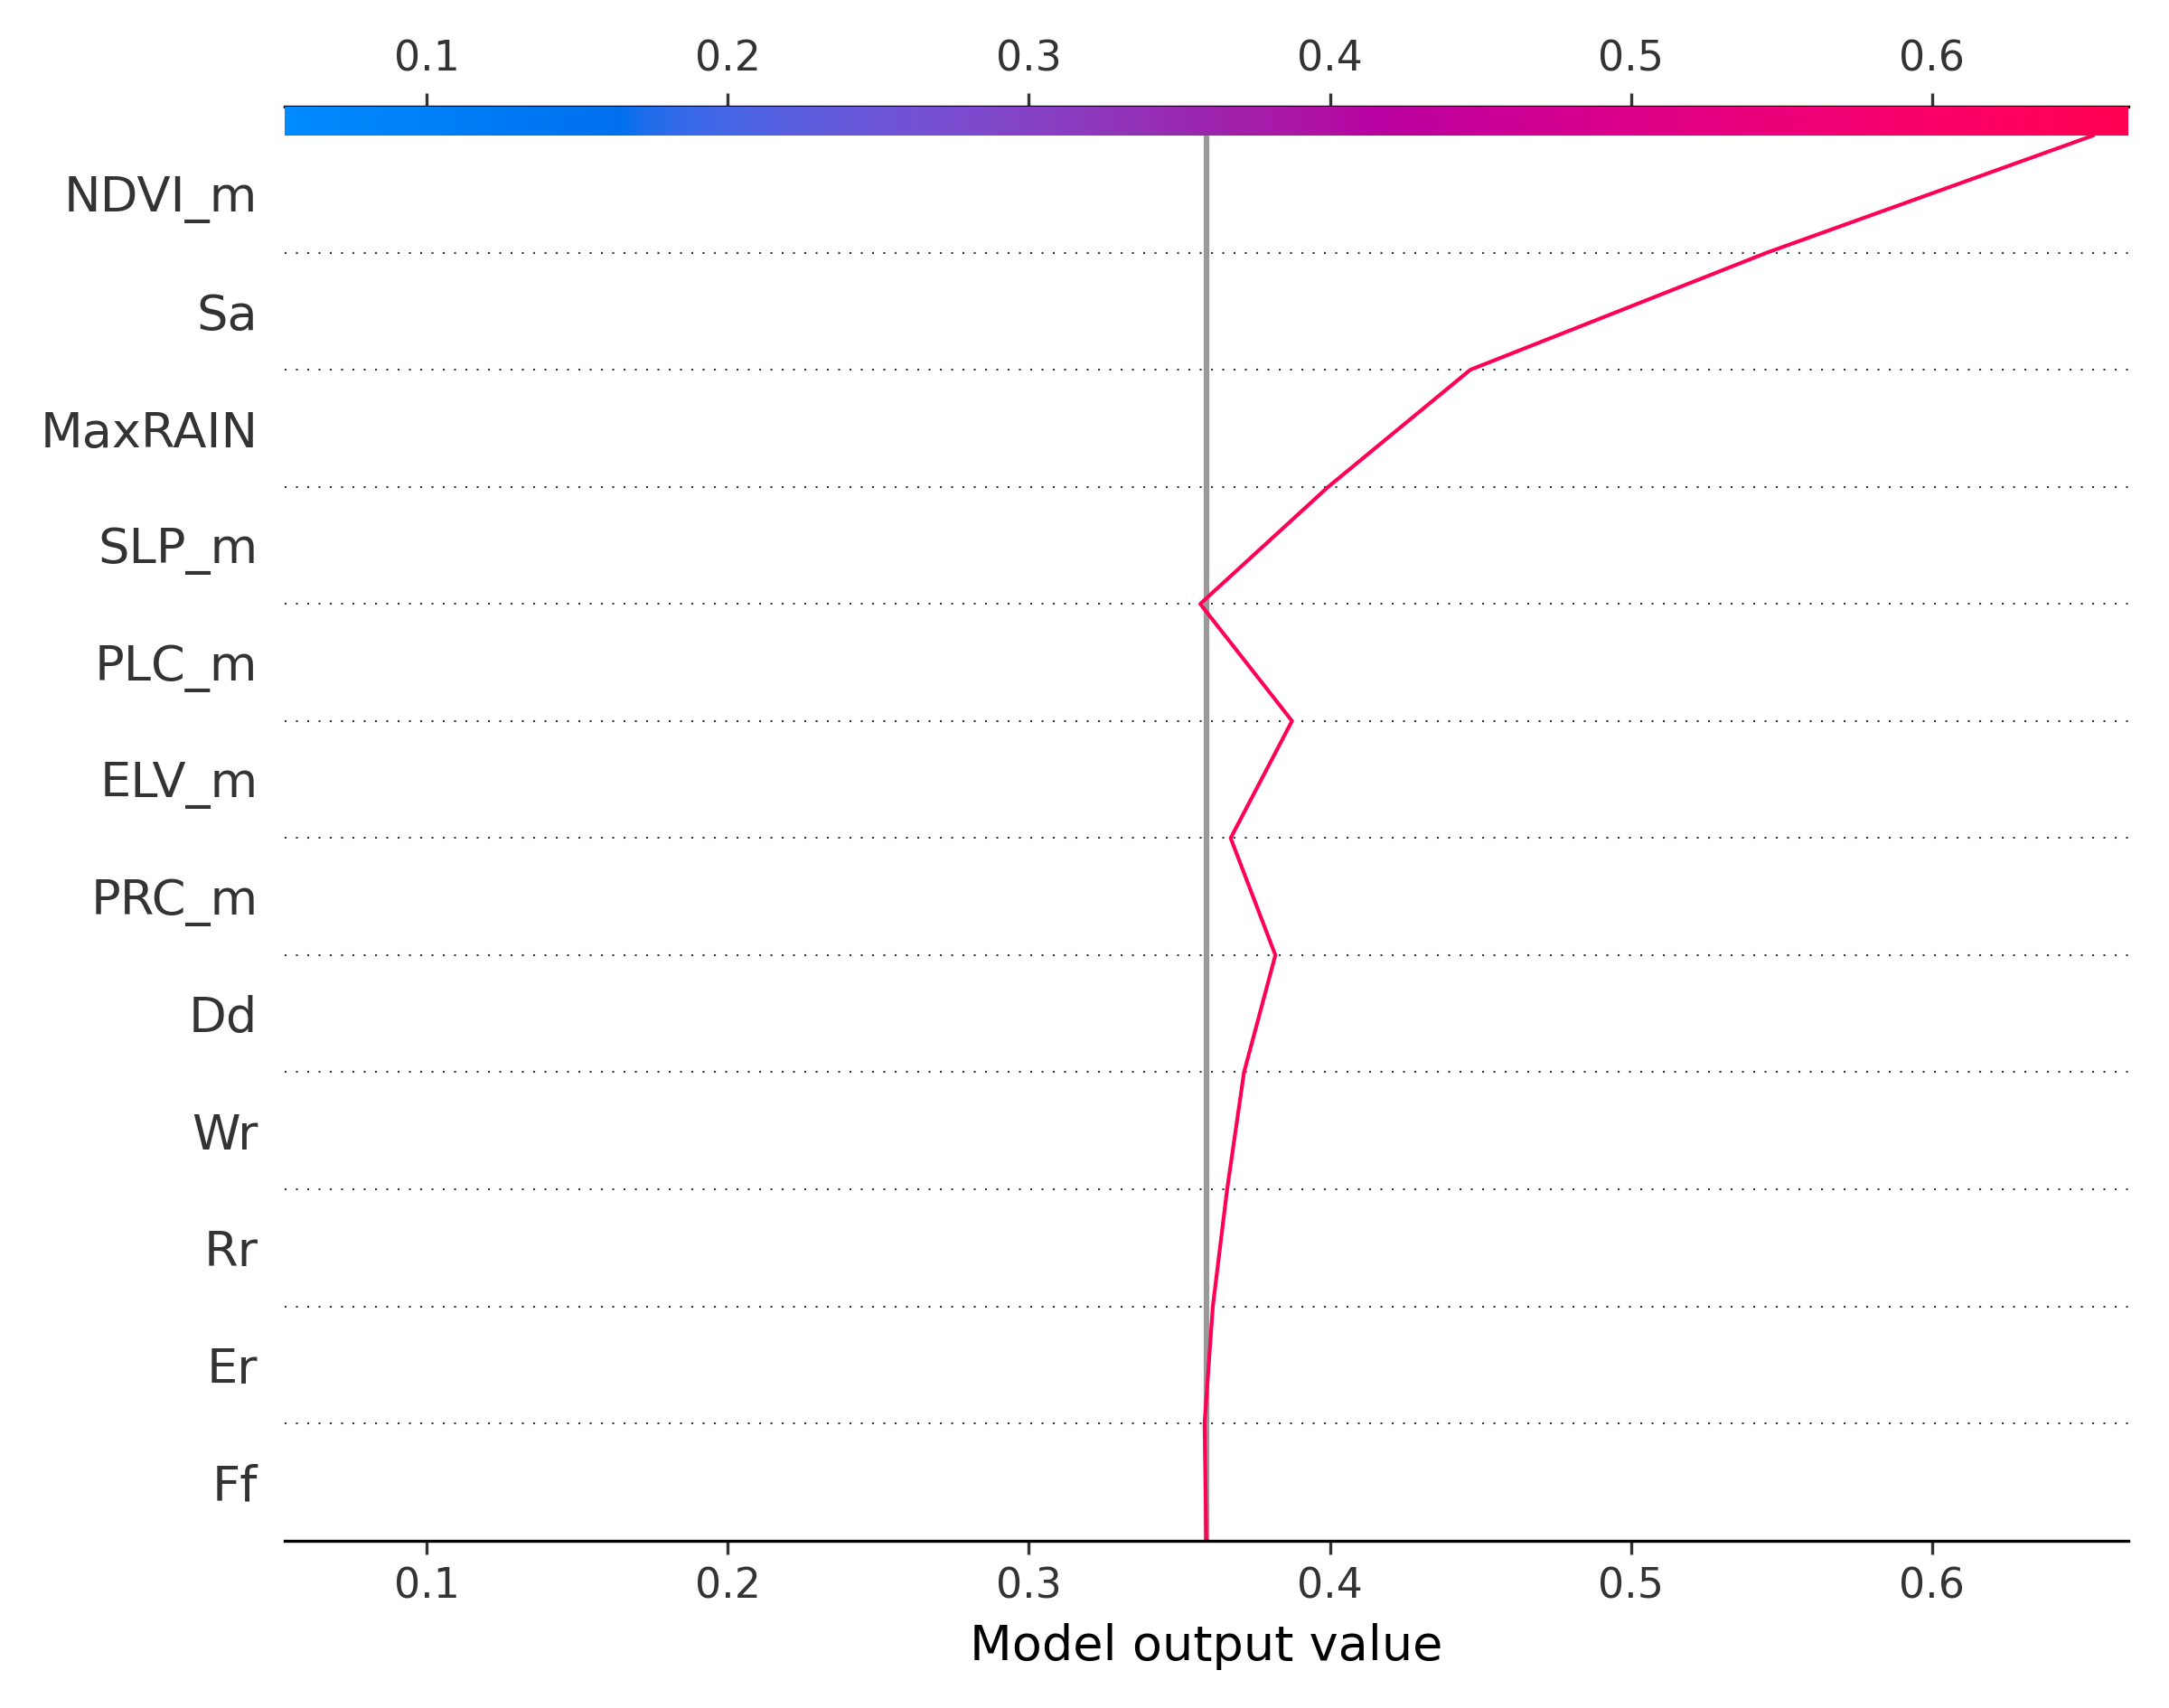 0.1 0.2 0.3 0.4 0.5 0.6
NDVI_m
Sa
MaxRAIN
SLP_m
PLC_m
ELV_m
PRC_m
Dd
Wr
Rr
Er
Ff
0.1 0.2 0.3 0.4 0.5 0.6
Model output value